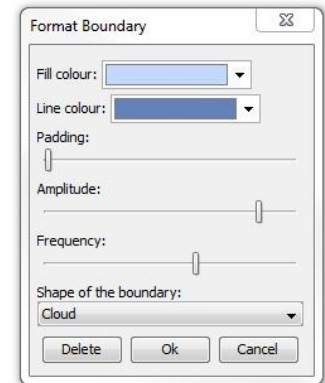 Format Boundary
Fill colour:
Line colour:
Padding:
Amplitude:
Frequency:
Shape of the boundary:
Cloud
Delete Ok Cancel